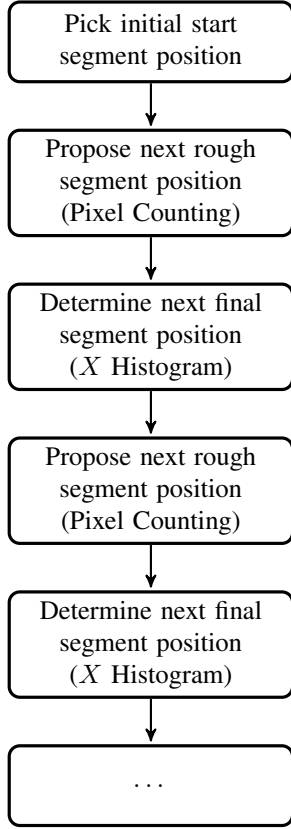 Pick initial start
segment position
Propose next rough
segment position
(Pixel Counting)
Determine next final
segment position
(X Histogram)
Propose next rough
segment position
(Pixel Counting)
Determine next final
segment position
(X Histogram)
...